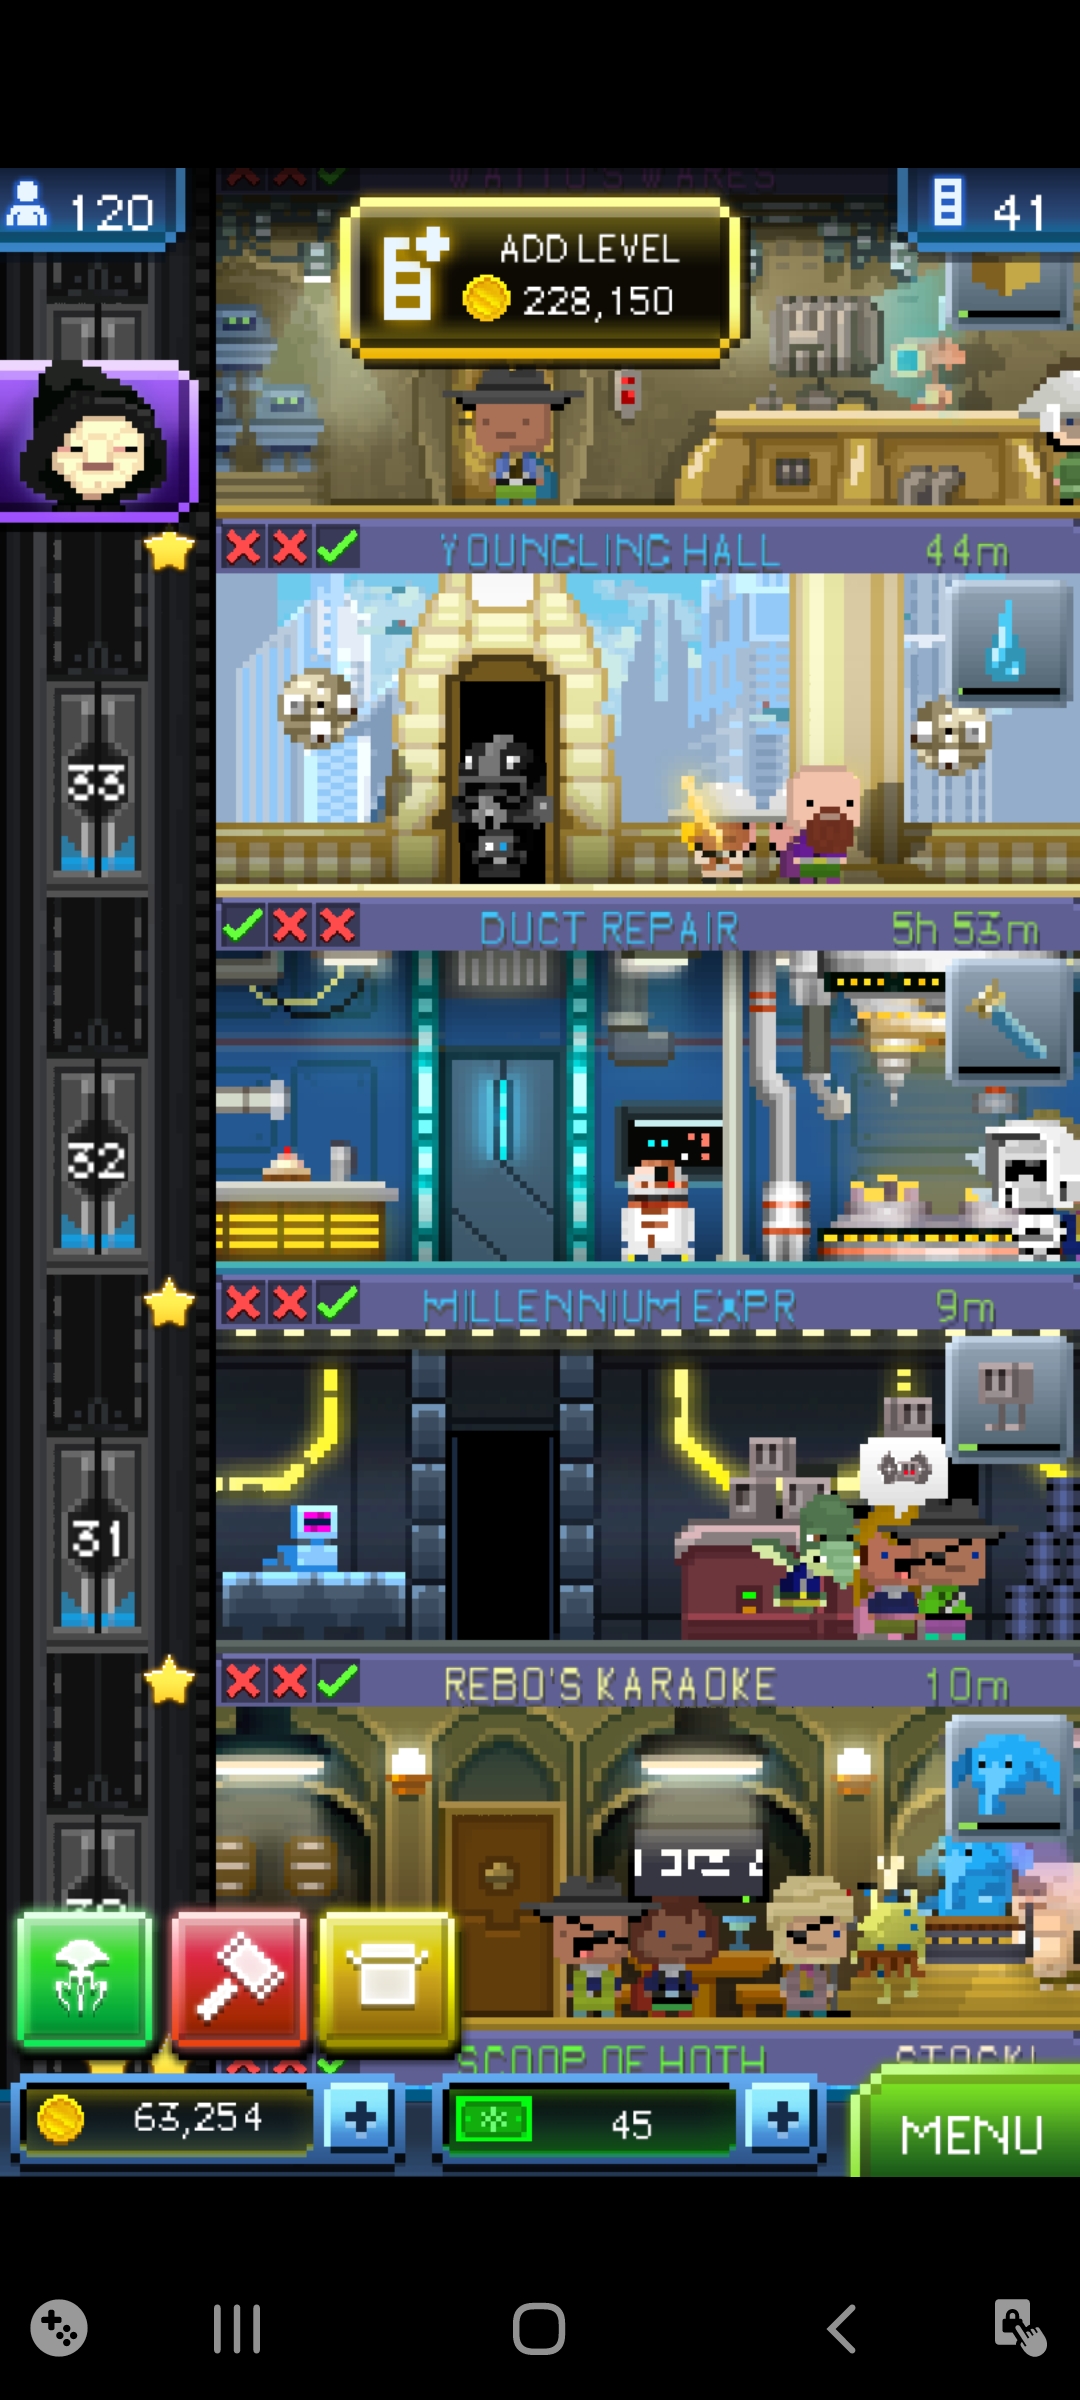 WATTO'S WARES
120
41
ADD LEVEL
228,150
YOUNGLING HALL 44m
33
DUCT REPAIR 5h 53m
32
MILLENNIUM EXPR 9m
31
REBO'S KARAOKE 10m
SCOOP OF HOTH STOCK!
63,254
45
MENU